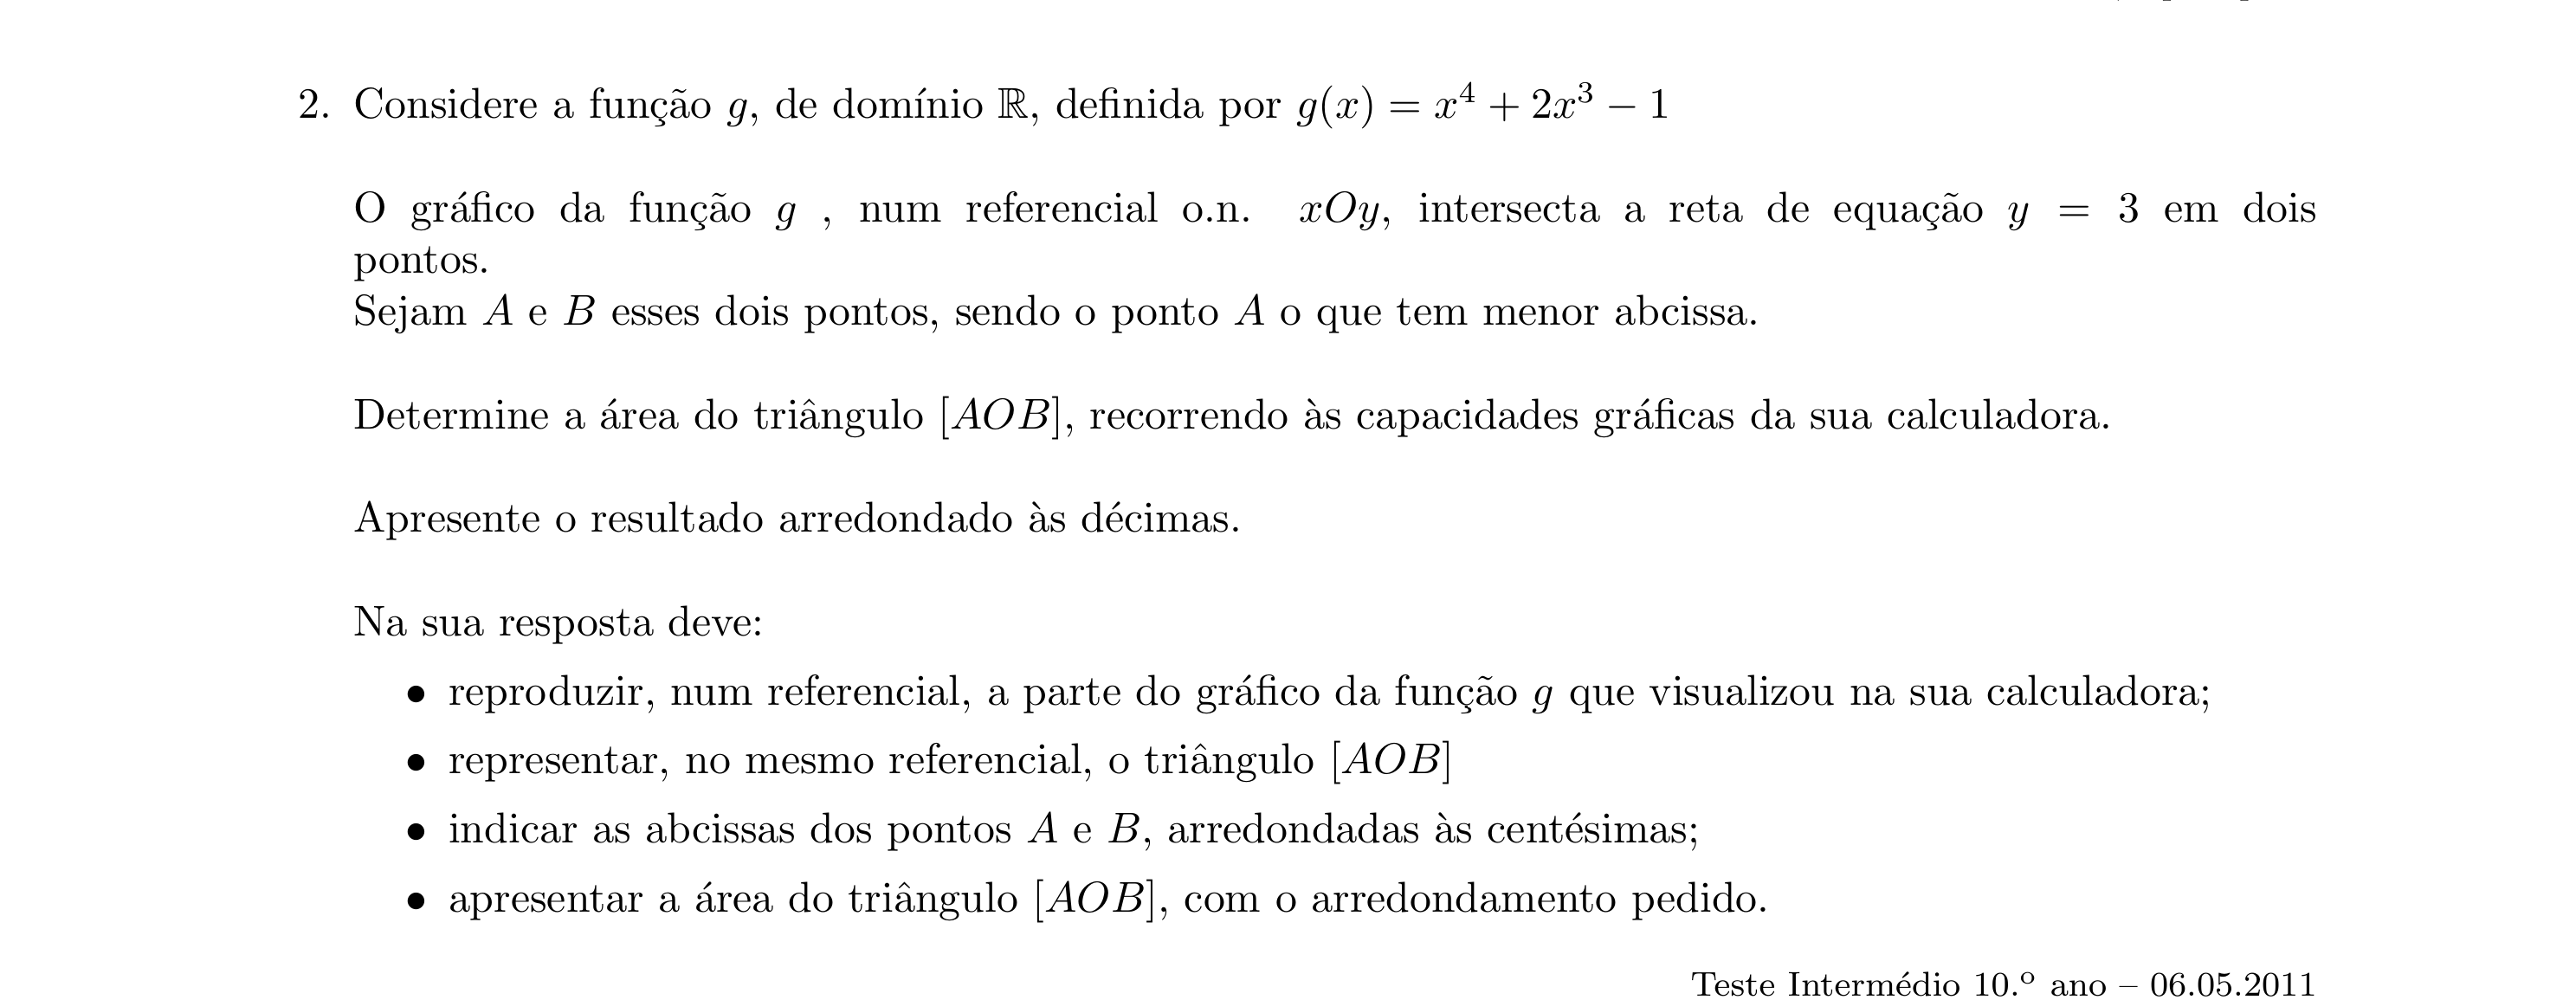 2. Considere a função g, de domínio ℝ, definida por g(x) = x⁴ + 2x³ − 1
O gráfico da função g , num referencial o.n. xOy, intersecta a reta de equação y = 3 em dois
pontos.
Sejam A e B esses dois pontos, sendo o ponto A o que tem menor abcissa.
Determine a área do triângulo [AOB], recorrendo às capacidades gráficas da sua calculadora.
Apresente o resultado arredondado às décimas.
Na sua resposta deve:
• reproduzir, num referencial, a parte do gráfico da função g que visualizou na sua calculadora;
• representar, no mesmo referencial, o triângulo [AOB]
• indicar as abcissas dos pontos A e B, arredondadas às centésimas;
• apresentar a área do triângulo [AOB], com o arredondamento pedido.
Teste Intermédio 10.º ano – 06.05.2011